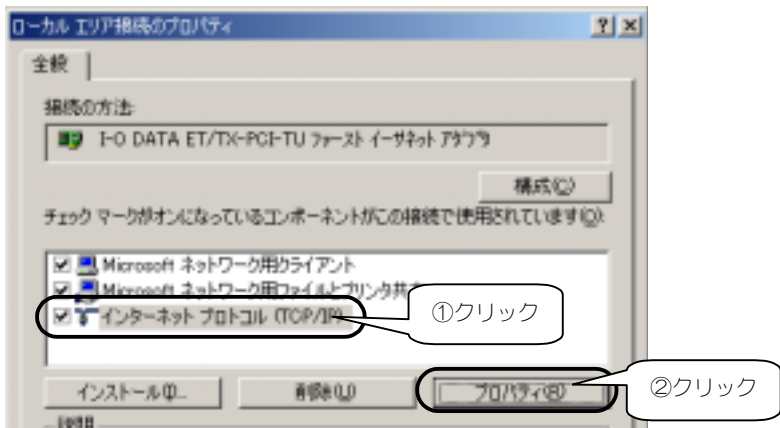 ローカル エリア接続のプロパティ
全般
接続の方法:
I-O DATA ET/TX-PCI-TU ファースト イーサネット アダプタ
構成(C)
チェック マークがオンになっているコンポーネントがこの接続で使用されています(O):
Microsoft ネットワーク用クライアント
Microsoft ネットワーク用ファイルとプリンタ共
インターネット プロトコル (TCP/IP)
①クリック
インストール(I)...
削除(U)
プロパティ(R)
②クリック
説明